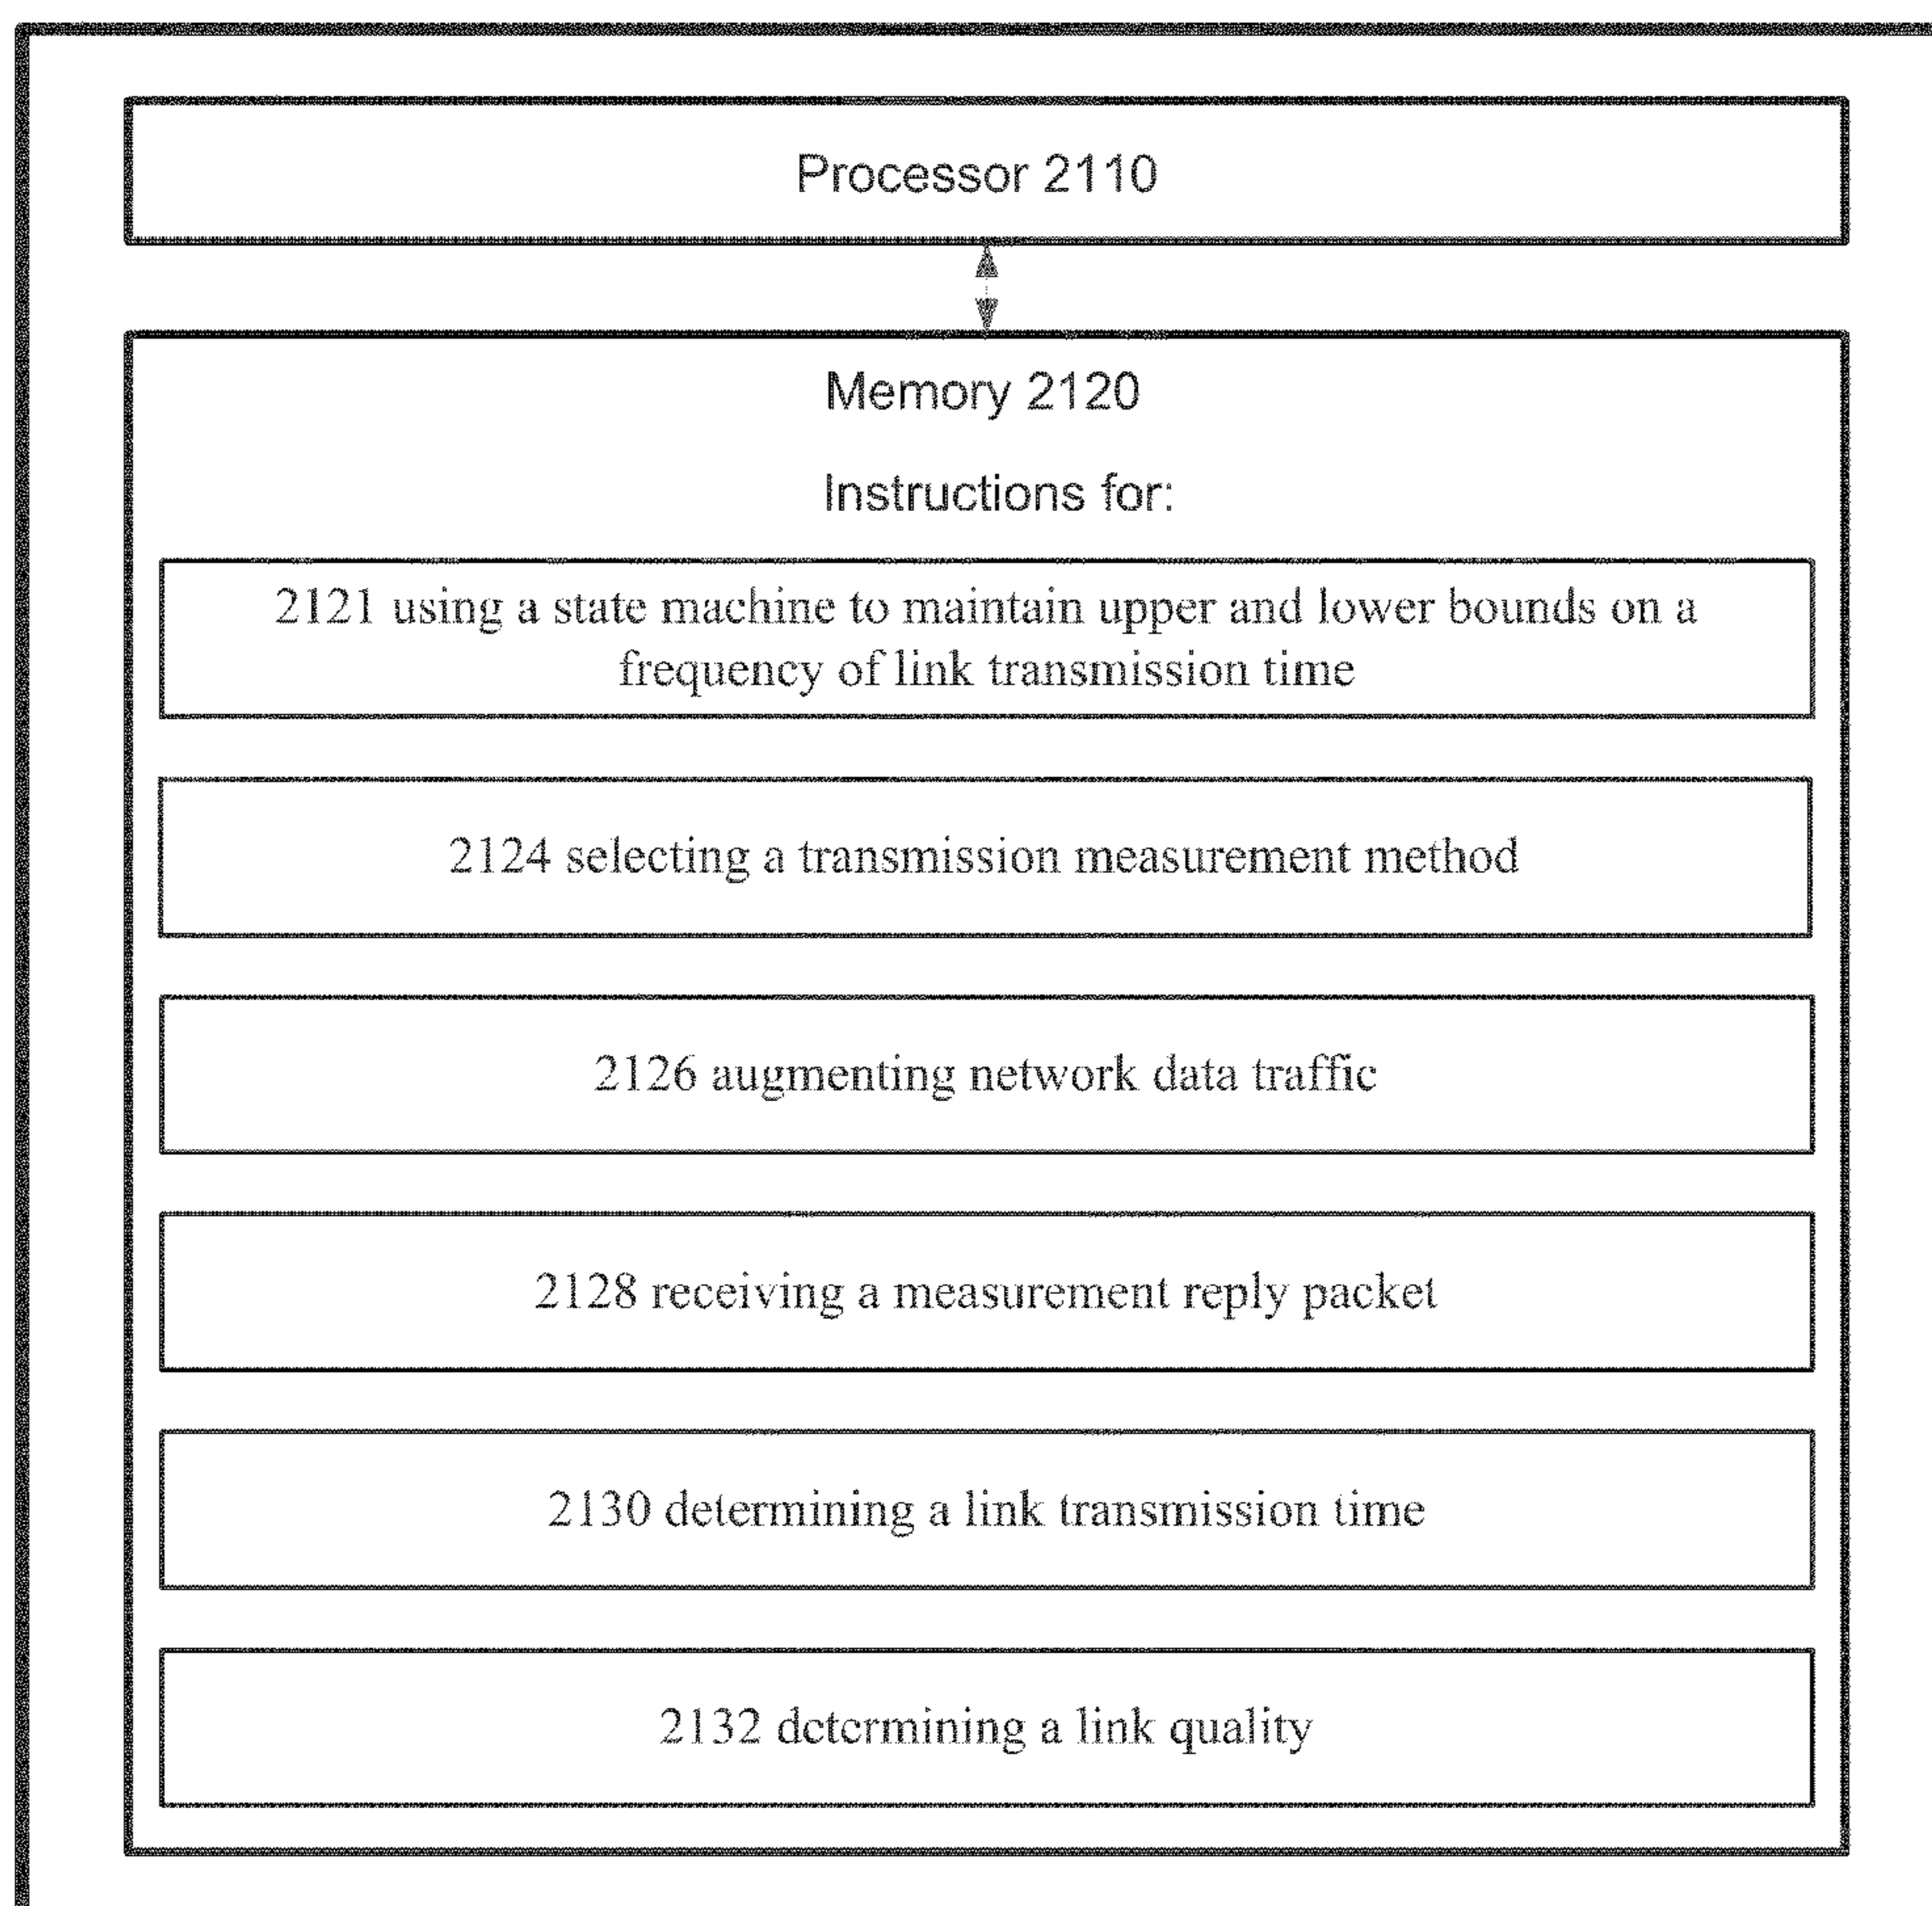 Processor 2110
Memory 2120
Instructions for:
2121 using a state machine to maintain upper and lower bounds on a
frequency of link transmission time
2124 selecting a transmission measurement method
2126 augmenting network data traffic
2128 receiving a measurement reply packet
2130 determining a link transmission time
2132 determining a link quality